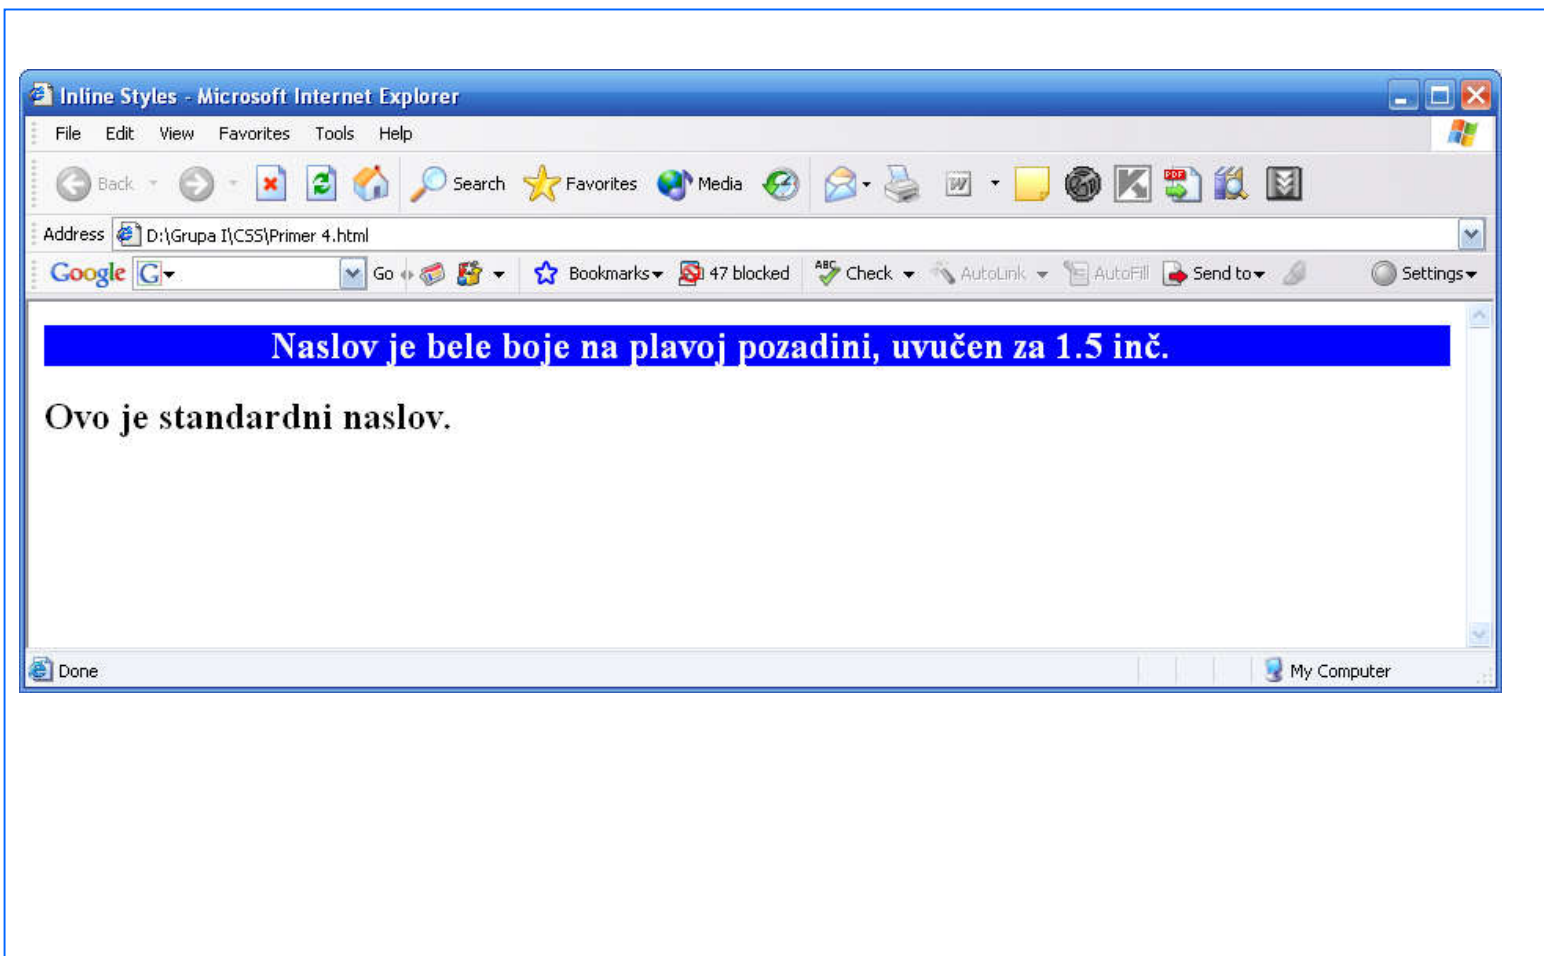 Inline Styles - Microsoft Internet Explorer
File Edit View Favorites Tools Help
Back Search Favorites Media W PDF
Address D:\Grupa I\CSS\Primer 4.html
Google G Go Bookmarks 47 blocked ABC Check AutoLink AutoFill Send to Settings
Naslov je bele boje na plavoj pozadini, uvučen za 1.5 inč.
Ovo je standardni naslov.
Done My Computer